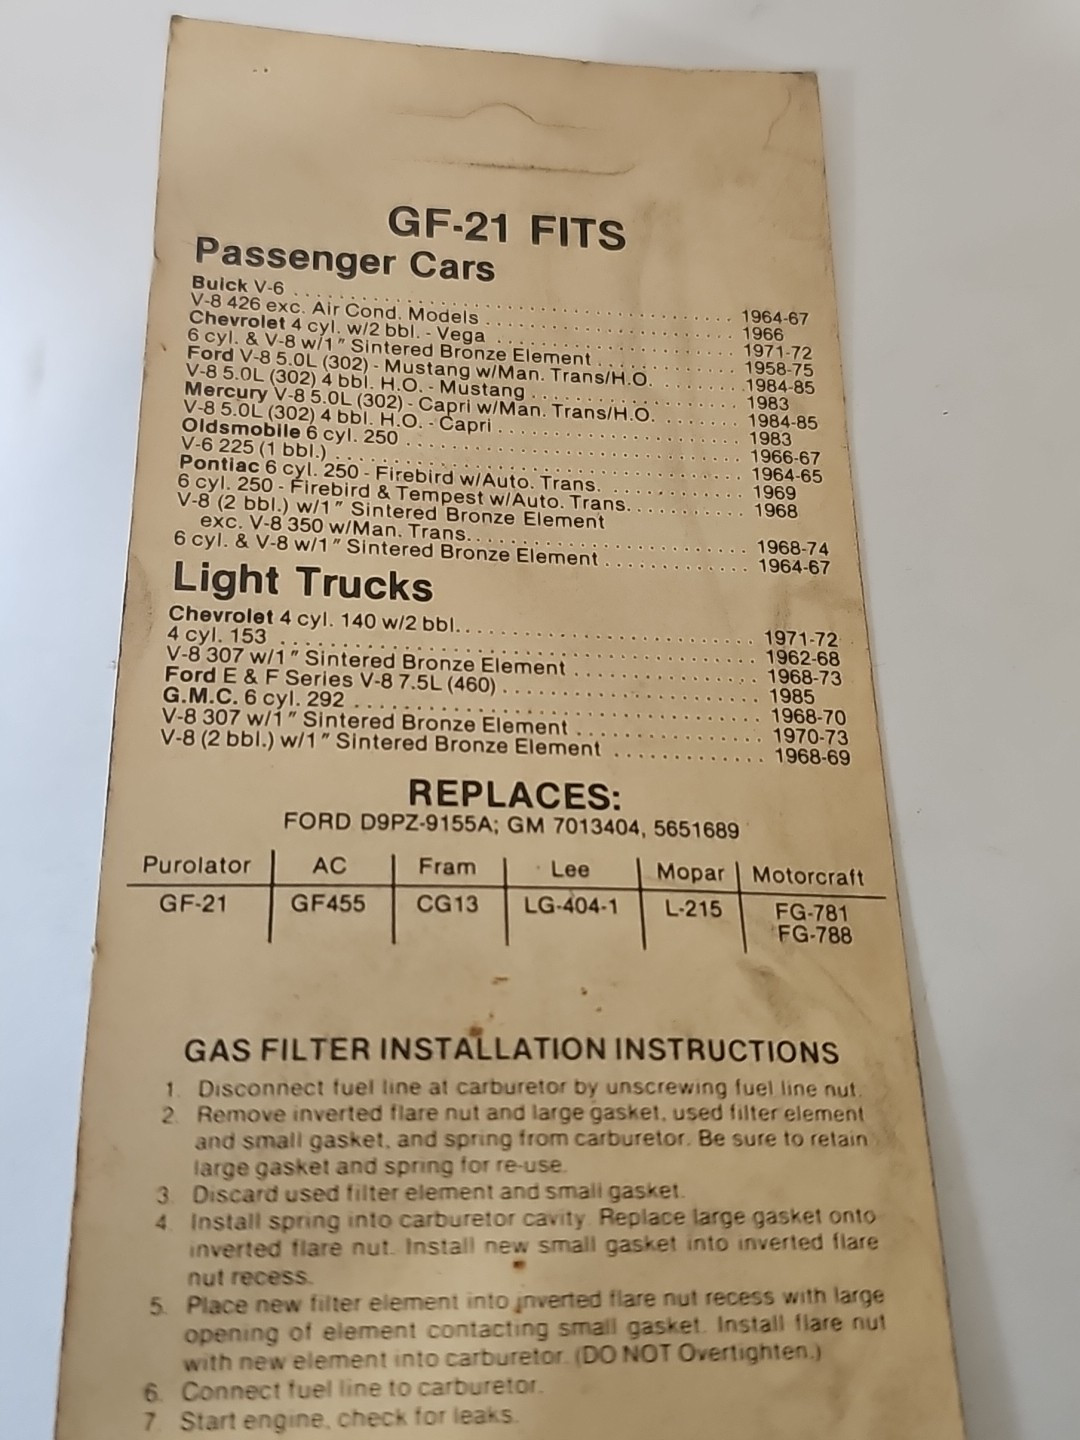 GF-21 FITS
Passenger Cars
Buick V-6 . . . . . . . . . . . . . . . . . . . . 1964-67
V-8 426 exc. Air Cond. Models . . . . . . . . . . . . . . . . . . . . 1966
Chevrolet 4 cyl. w/2 bbl. - Vega . . . . . . . . . . . . . . . . . . . . 1971-72
6 cyl. & V-8 w/1" Sintered Bronze Element . . . . . . . . . . . . . 1958-75
Ford V-8 5.0L (302) - Mustang w/Man. Trans/H.O. . . . . . . . . . 1984-85
V-8 5.0L (302) 4 bbl. H.O. - Mustang . . . . . . . . . . . . . . . . . 1983
Mercury V-8 5.0L (302) - Capri w/Man. Trans/H.O. . . . . . . . . 1984-85
V-8 5.0L (302) 4 bbl. H.O. - Capri . . . . . . . . . . . . . . . . . . . . 1983
Oldsmobile 6 cyl. 250 . . . . . . . . . . . . . . . . . . . . 1966-67
V-6 225 (1 bbl.) . . . . . . . . . . . . . . . . . . . . 1964-65
Pontiac 6 cyl. 250 - Firebird w/Auto. Trans. . . . . . . . . . . . . . 1969
6 cyl. 250 - Firebird & Tempest w/Auto. Trans. . . . . . . . . . . . 1968
V-8 (2 bbl.) w/1" Sintered Bronze Element
exc. V-8 350 w/Man. Trans. . . . . . . . . . . . . . . . . . . . . 1968-74
6 cyl. & V-8 w/1" Sintered Bronze Element . . . . . . . . . . . . . 1964-67
Light Trucks
Chevrolet 4 cyl. 140 w/2 bbl. . . . . . . . . . . . . . . . . . . . . 1971-72
4 cyl. 153 . . . . . . . . . . . . . . . . . . . . 1962-68
V-8 307 w/1" Sintered Bronze Element . . . . . . . . . . . . . . . . 1968-73
Ford E & F Series V-8 7.5L (460) . . . . . . . . . . . . . . . . . . . . 1985
G.M.C. 6 cyl. 292 . . . . . . . . . . . . . . . . . . . . 1968-70
V-8 307 w/1" Sintered Bronze Element . . . . . . . . . . . . . . . . 1970-73
V-8 (2 bbl.) w/1" Sintered Bronze Element . . . . . . . . . . . . . 1968-69
REPLACES:
FORD D9PZ-9155A; GM 7013404, 5651689
Purolator AC Fram Lee Mopar Motorcraft
GF-21 GF455 CG13 LG-404-1 L-215 FG-781
FG-788
GAS FILTER INSTALLATION INSTRUCTIONS
1. Disconnect fuel line at carburetor by unscrewing fuel line nut.
2. Remove inverted flare nut and large gasket, used filter element
and small gasket, and spring from carburetor. Be sure to retain
large gasket and spring for re-use.
3. Discard used filter element and small gasket.
4. Install spring into carburetor cavity. Replace large gasket onto
inverted flare nut. Install new small gasket into inverted flare
nut recess.
5. Place new filter element into inverted flare nut recess with large
opening of element contacting small gasket. Install flare nut
with new element into carburetor. (DO NOT Overtighten.)
6. Connect fuel line to carburetor.
7. Start engine, check for leaks.